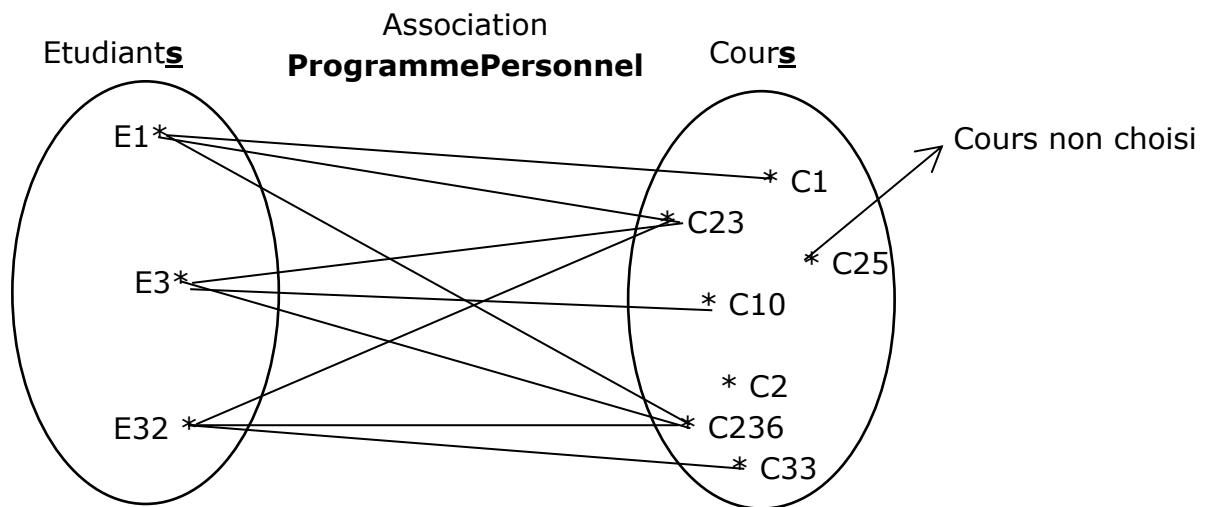 Association
ProgrammePersonnel
Etudiants
Cours
E1*
E3*
E32 *
* C1
* C23
* C25
* C10
* C2
* C236
* C33
Cours non choisi